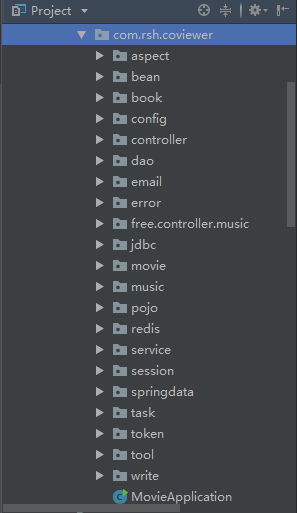 Project
com.rsh.coviewer
aspect
bean
book
config
controller
dao
email
error
free.controller.music
jdbc
movie
music
pojo
redis
service
session
springdata
task
token
tool
write
MovieApplication